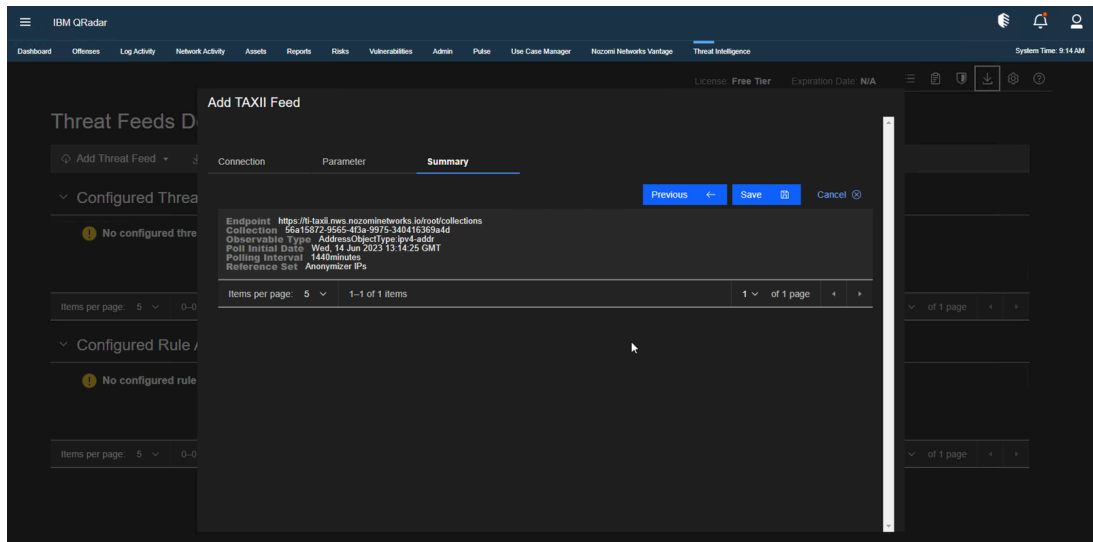 IBM QRadar
Dashboard Offenses Log Activity Network Activity Assets Reports Risks Vulnerabilities Admin Pulse Use Case Manager Nozomi Networks Vantage Threat Intelligence System Time: 9:14 AM
License: Free Tier Expiration Date: N/A
Add TAXII Feed
Threat Feeds D
Add Threat Feed
Connection Parameter Summary
Previous Save Cancel
Configured Threa
Endpoint https://ti-taxii.nws.nozominetworks.io/root/collections
Collection 56a15872-9565-4f3a-9975-340416369a4d
Observable Type AddressObjectType:ipv4-addr
Poll Initial Date Wed, 14 Jun 2023 13:14:25 GMT
Polling Interval 1440minutes
Reference Set Anonymizer IPs
No configured thre
Items per page: 5 1–1 of 1 items 1 of 1 page
Items per page: 5 0–0 of 1 page
Configured Rule A
No configured rule
Items per page: 5 0–0 of 1 page